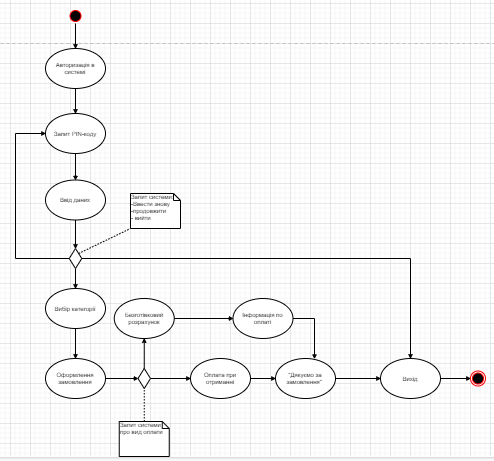 Авторизація в
системі
Запит PIN-коду
Ввід даних
Запит системи:
-Ввести знову
-продовжити
- вийти
Вибір категорії
Безготівковий
розрахунок
Інформація по
оплаті
Оформлення
замовлення
Оплата при
отриманні
"Дякуємо за
замовлення"
Вихід
Запит системи
про вид оплати